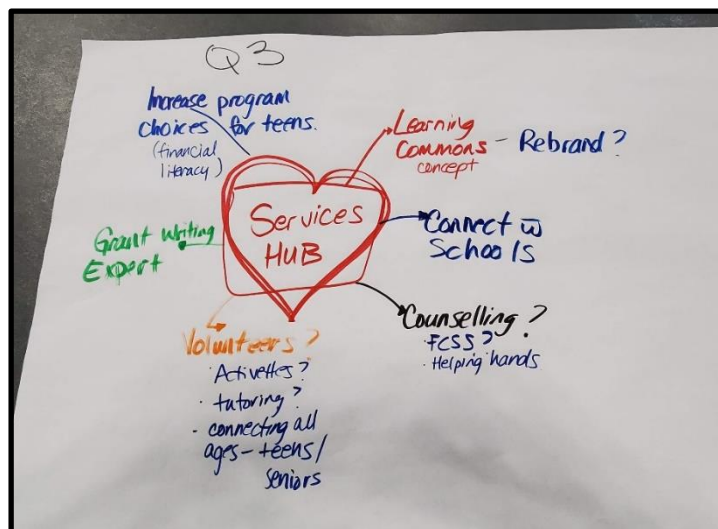 Q3
Increase program
choices for teens.
(financial
literacy)
Learning
Commons - Rebrand?
concept
Services
HUB
Connect w̄
Schools
Grant Writing
Expert
Counselling?
· FCSS?
· Helping hands
Volunteers?
· Activettes?
· tutoring?
· connecting all
ages - teens/
seniors